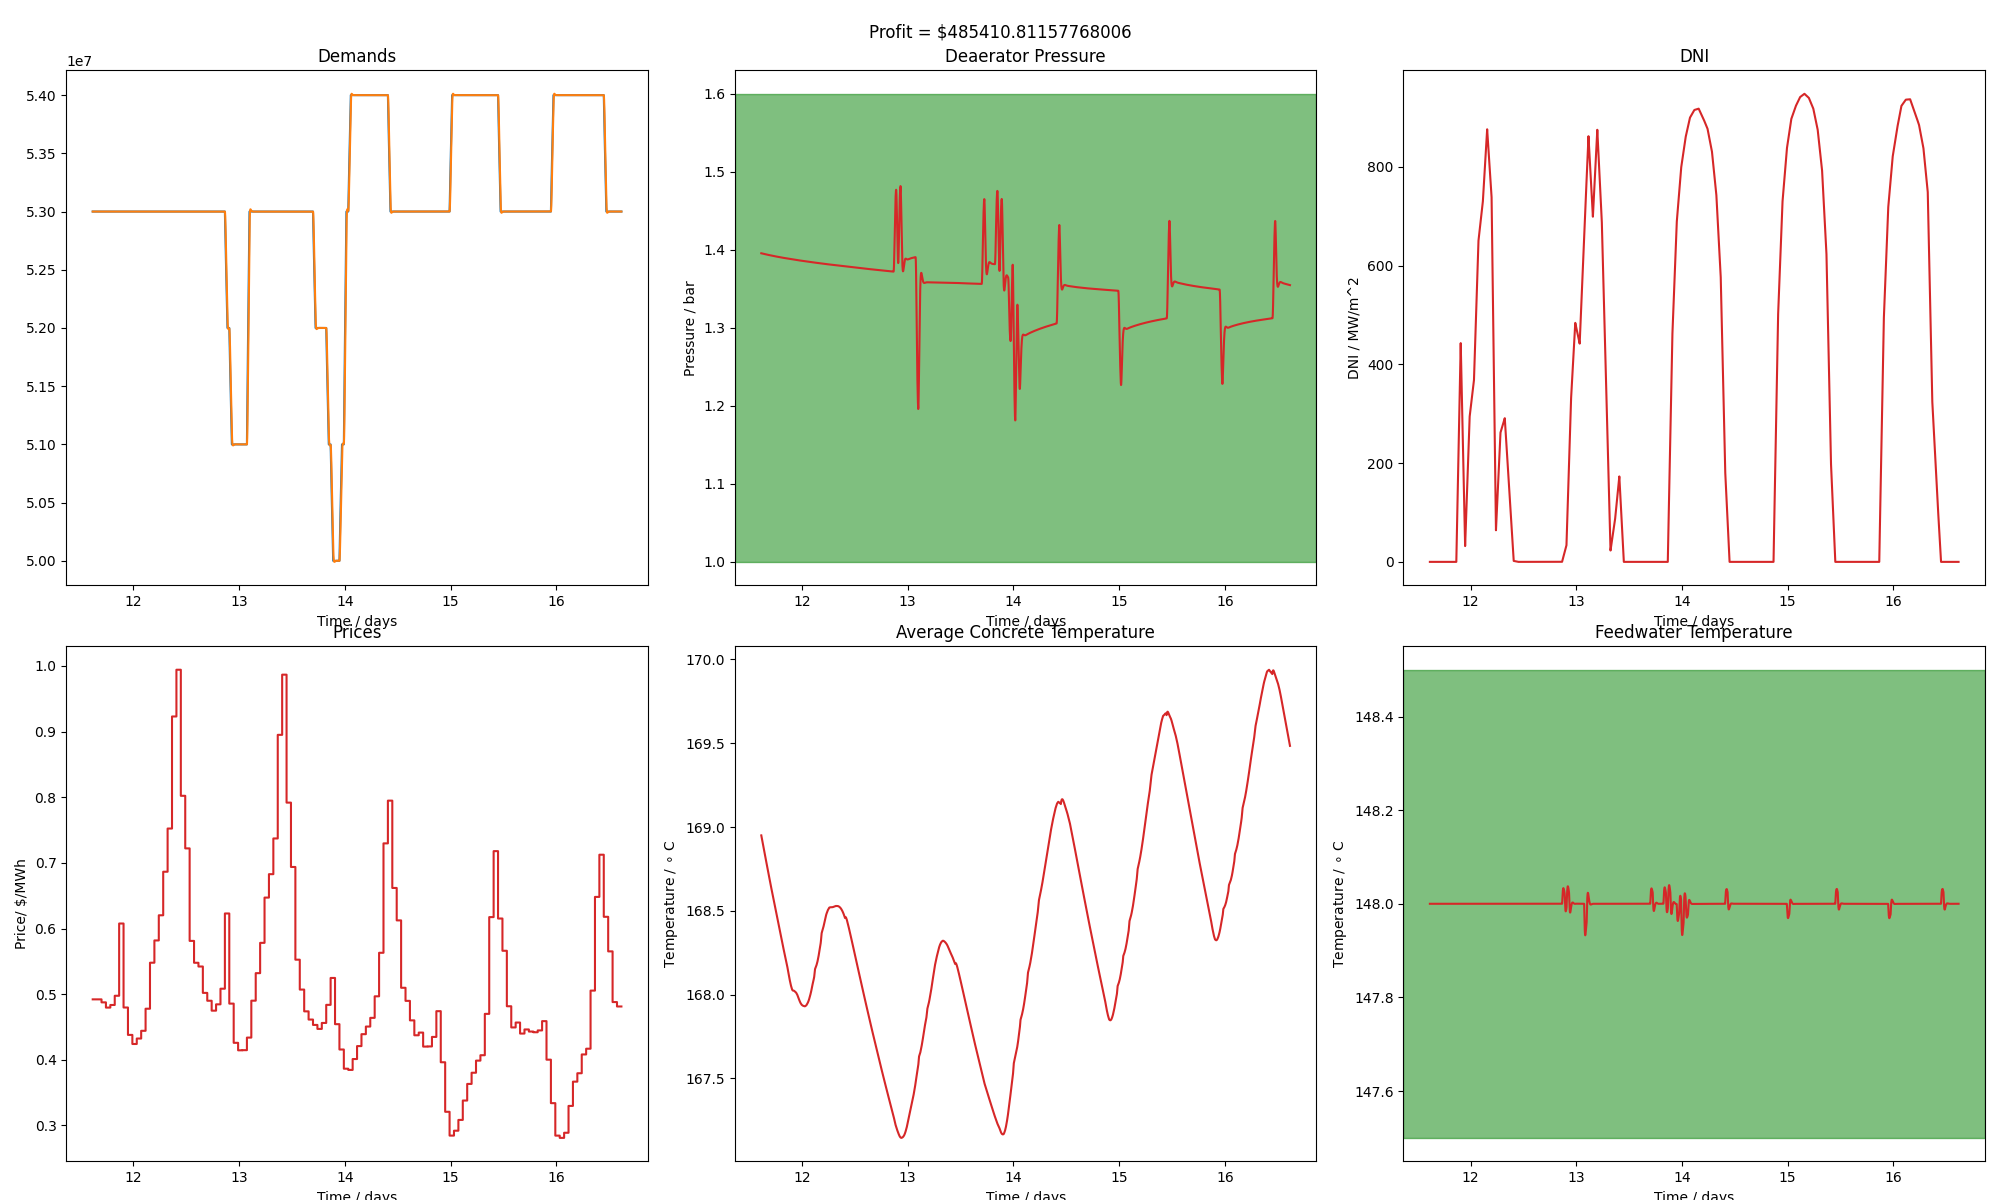 Profit = $485410.81157768006
Demands
1e7
5.40
5.35
5.30
5.25
5.20
5.15
5.10
5.05
5.00
12 13 14 15 16
Time / days
Deaerator Pressure
Pressure / bar
1.6
1.5
1.4
1.3
1.2
1.1
1.0
12 13 14 15 16
Time / days
DNI
DNI / MW/m^2
800
600
400
200
0
12 13 14 15 16
Time / days
Prices
Price/ $/MWh
1.0
0.9
0.8
0.7
0.6
0.5
0.4
0.3
12 13 14 15 16
Time / days
Average Concrete Temperature
Temperature / ∘ C
170.0
169.5
169.0
168.5
168.0
167.5
12 13 14 15 16
Time / days
Feedwater Temperature
Temperature / ∘ C
148.4
148.2
148.0
147.8
147.6
12 13 14 15 16
Time / days